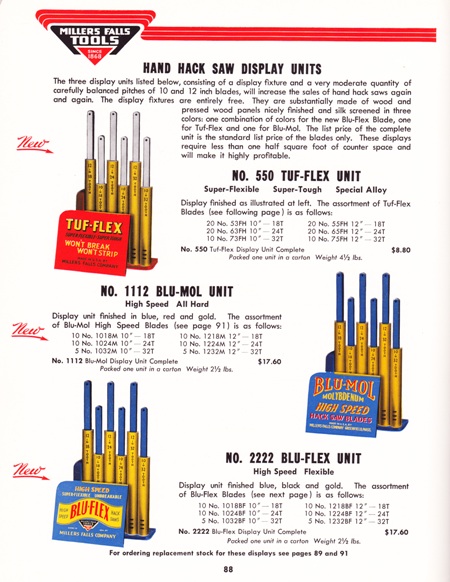 MILLERS FALLS
TOOLS
SINCE
1868
HAND HACK SAW DISPLAY UNITS
The three display units listed below, consisting of a display fixture and a very moderate quantity of
carefully balanced pitches of 10 and 12 inch blades, will increase the sales of hand hack saws again
and again. The display fixtures are entirely free. They are substantially made of wood and
pressed wood panels nicely finished and silk screened in three
colors: one combination of colors for the new Blu-Flex Blade, one
for Tuf-Flex and one for Blu-Mol. The list price of the complete
unit is the standard list price of the blades only. These displays
require less than one half square foot of counter space and
will make it highly profitable.
New
NO. 550 TUF-FLEX UNIT
Super-Flexible Super-Tough Special Alloy
Display finished as illustrated at left. The assortment of Tuf-Flex
Blades (see following page) is as follows:
20 No. 53FH 10" — 18T 20 No. 55FH 12" — 18T
20 No. 63FH 10" — 24T 20 No. 65FH 12" — 24T
10 No. 73FH 10" — 32T 10 No. 75FH 12" — 32T
No. 550 Tuf-Flex Display Unit Complete $8.80
Packed one unit in a carton Weight 4½ lbs.
TUF-FLEX
WON'T BREAK
WON'T STRIP
MILLERS FALLS COMPANY
NO. 1112 BLU-MOL UNIT
High Speed All Hard
New
Display unit finished in blue, red and gold. The assortment
of Blu-Mol High Speed Blades (see page 91) is as follows:
10 No. 1018M 10" — 18T 10 No. 1218M 12" — 18T
10 No. 1024M 10" — 24T 10 No. 1224M 12" — 24T
5 No. 1032M 10" — 32T 5 No. 1232M 12" — 32T
No. 1112 Blu-Mol Display Unit Complete $17.60
Packed one unit in a carton Weight 2½ lbs.
BLU-MOL
MOLYBDENUM
HIGH SPEED
HACK SAW BLADES
MILLERS FALLS COMPANY
New
HIGH SPEED
SUPER-FLEXIBLE UNBREAKABLE
BLU-FLEX
MILLERS FALLS COMPANY
NO. 2222 BLU-FLEX UNIT
High Speed Flexible
Display unit finished blue, black and gold. The assortment
of Blu-Flex Blades (see next page) is as follows:
10 No. 1018BF 10" — 18T 10 No. 1218BF 12" — 18T
10 No. 1024BF 10" — 24T 10 No. 1224BF 12" — 24T
5 No. 1032BF 10" — 32T 5 No. 1232BF 12" — 32T
No. 2222 Blu-Flex Display Unit Complete $17.60
Packed one unit in a carton Weight 2½ lbs.
For ordering replacement stock for these displays see pages 89 and 91
88